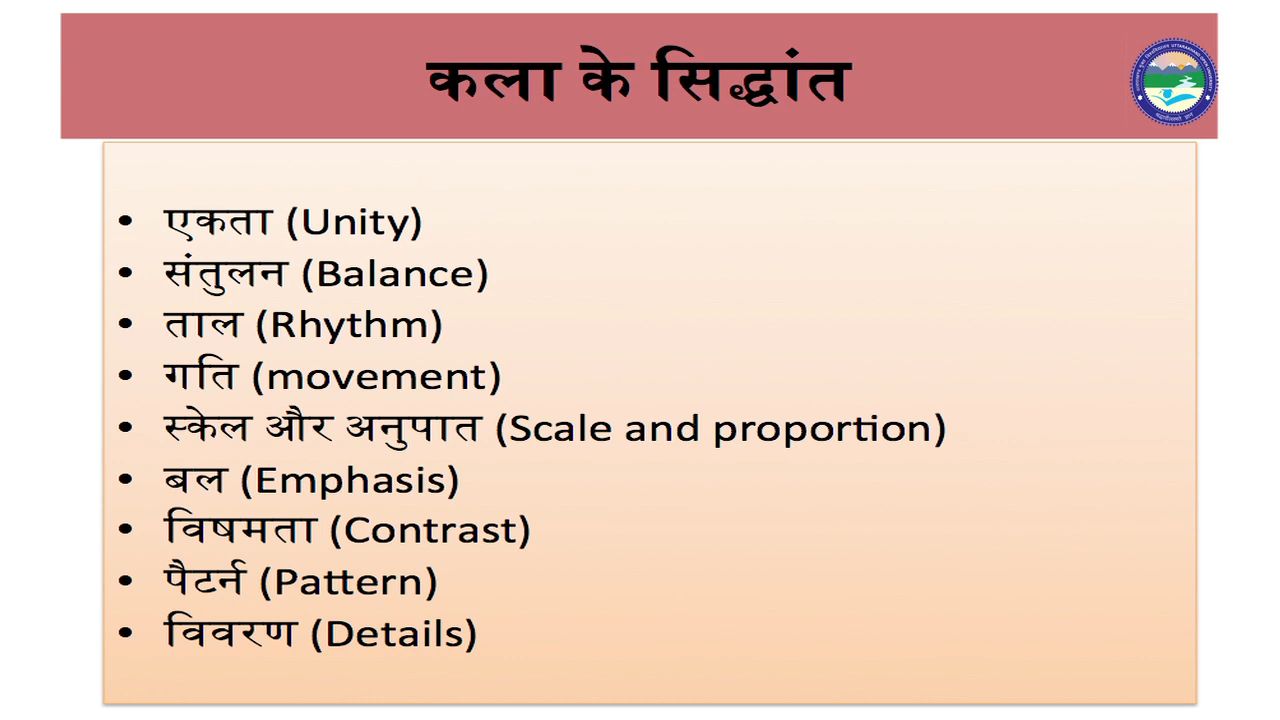 कला के सिद्धांत
• एकता (Unity)
• संतुलन (Balance)
• ताल (Rhythm)
• गति (movement)
• स्केल और अनुपात (Scale and proportion)
• बल (Emphasis)
• विषमता (Contrast)
• पैटर्न (Pattern)
• विवरण (Details)